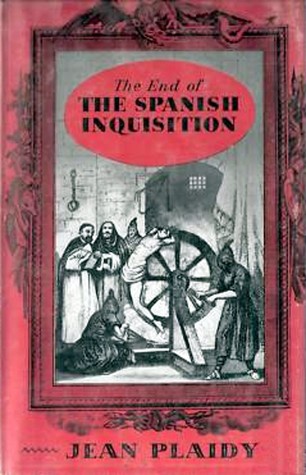 The End of
THE SPANISH
INQUISITION
JEAN PLAIDY